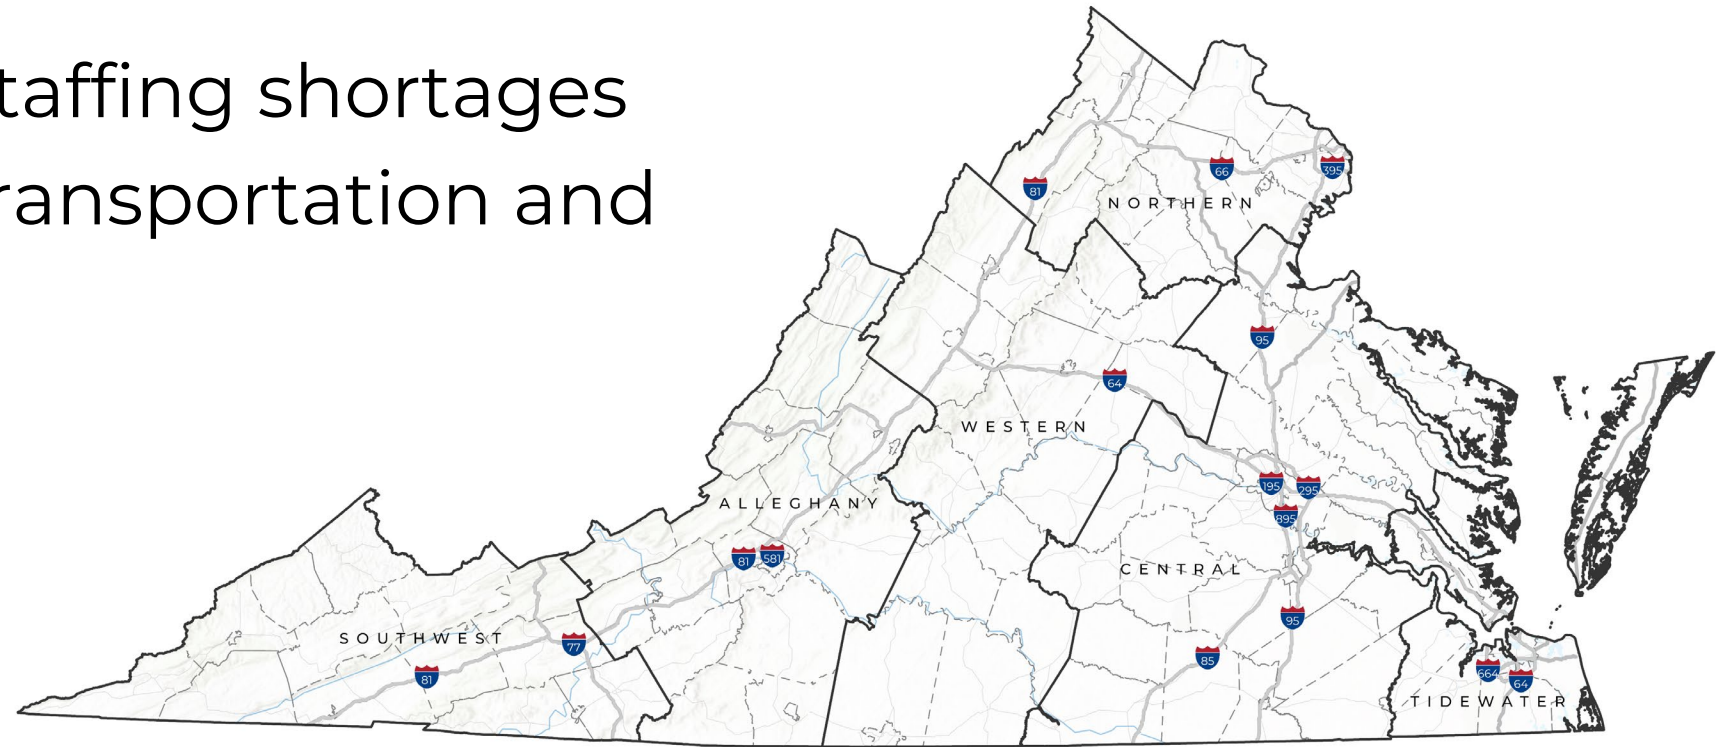 taffing shortages
ransportation and
81
66
395
NORTHERN
95
64
WESTERN
195
295
895
ALLEGHANY
81
581
CENTRAL
95
SOUTHWEST
77
81
85
664
64
TIDEWATER